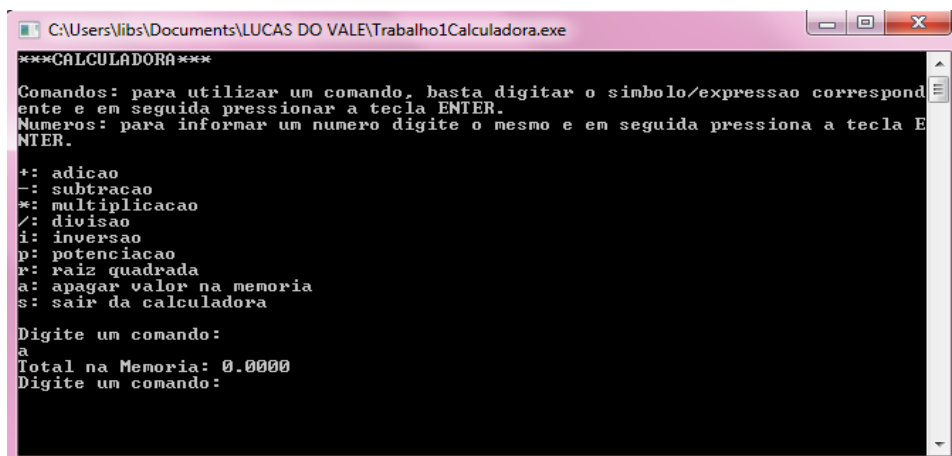 C:\Users\libs\Documents\LUCAS DO VALE\Trabalho1Calculadora.exe
***CALCULADORA***
Comandos: para utilizar um comando, basta digitar o simbolo/expressao correspond
ente e em seguida pressionar a tecla ENTER.
Numeros: para informar um numero digite o mesmo e em seguida pressiona a tecla E
NTER.
+: adicao
-: subtracao
*: multiplicacao
/: divisao
i: inversao
p: potenciacao
r: raiz quadrada
a: apagar valor na memoria
s: sair da calculadora
Digite um comando:
a
Total na Memoria: 0.0000
Digite um comando: